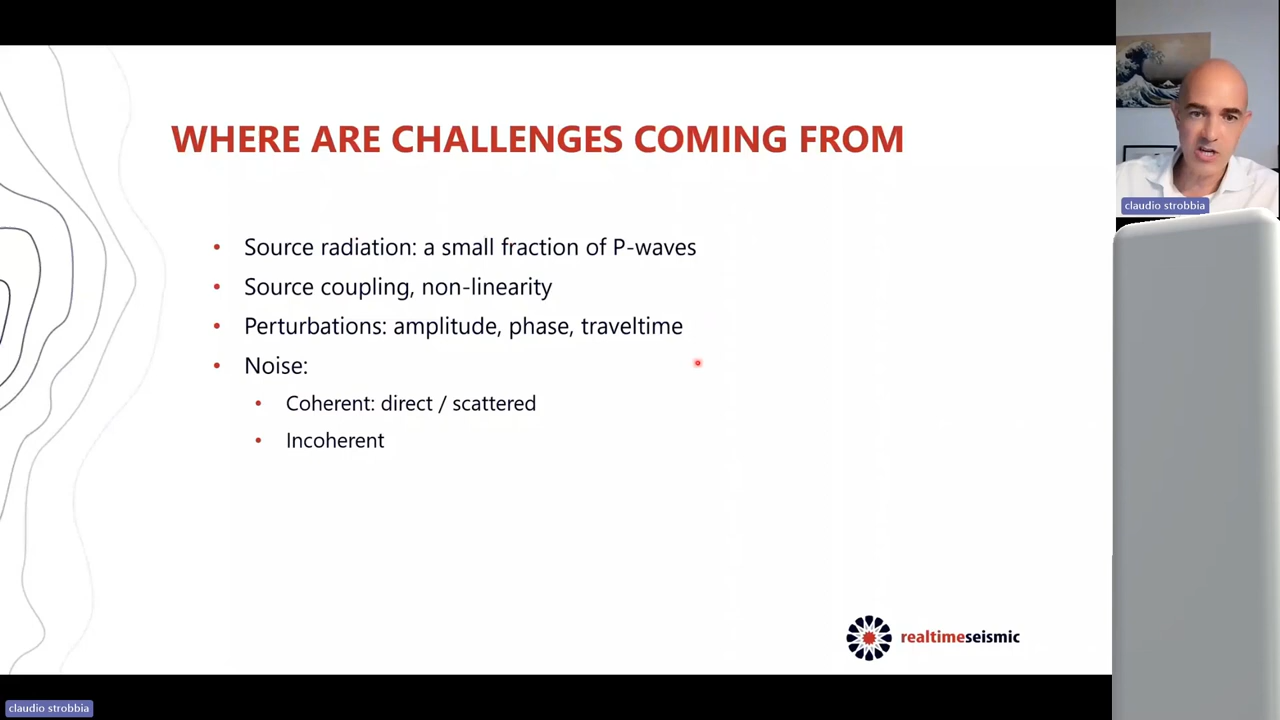 WHERE ARE CHALLENGES COMING FROM
• Source radiation: a small fraction of P-waves
• Source coupling, non-linearity
• Perturbations: amplitude, phase, traveltime
• Noise:
• Coherent: direct / scattered
• Incoherent
realtimeseismic
claudio strobbia
claudio strobbia